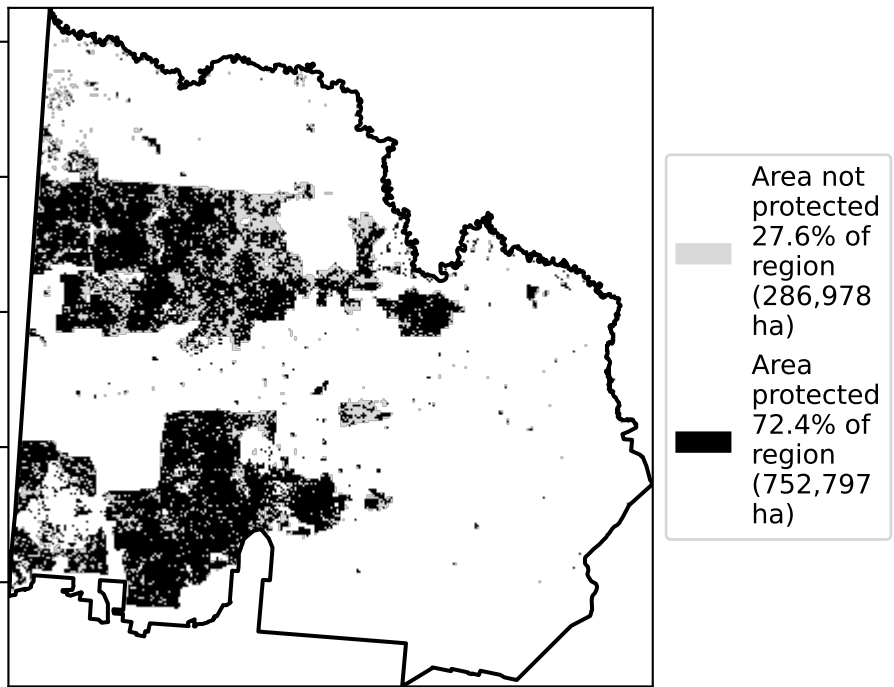 Area not
protected
27.6% of
region
(286,978
ha)
Area
protected
72.4% of
region
(752,797
ha)